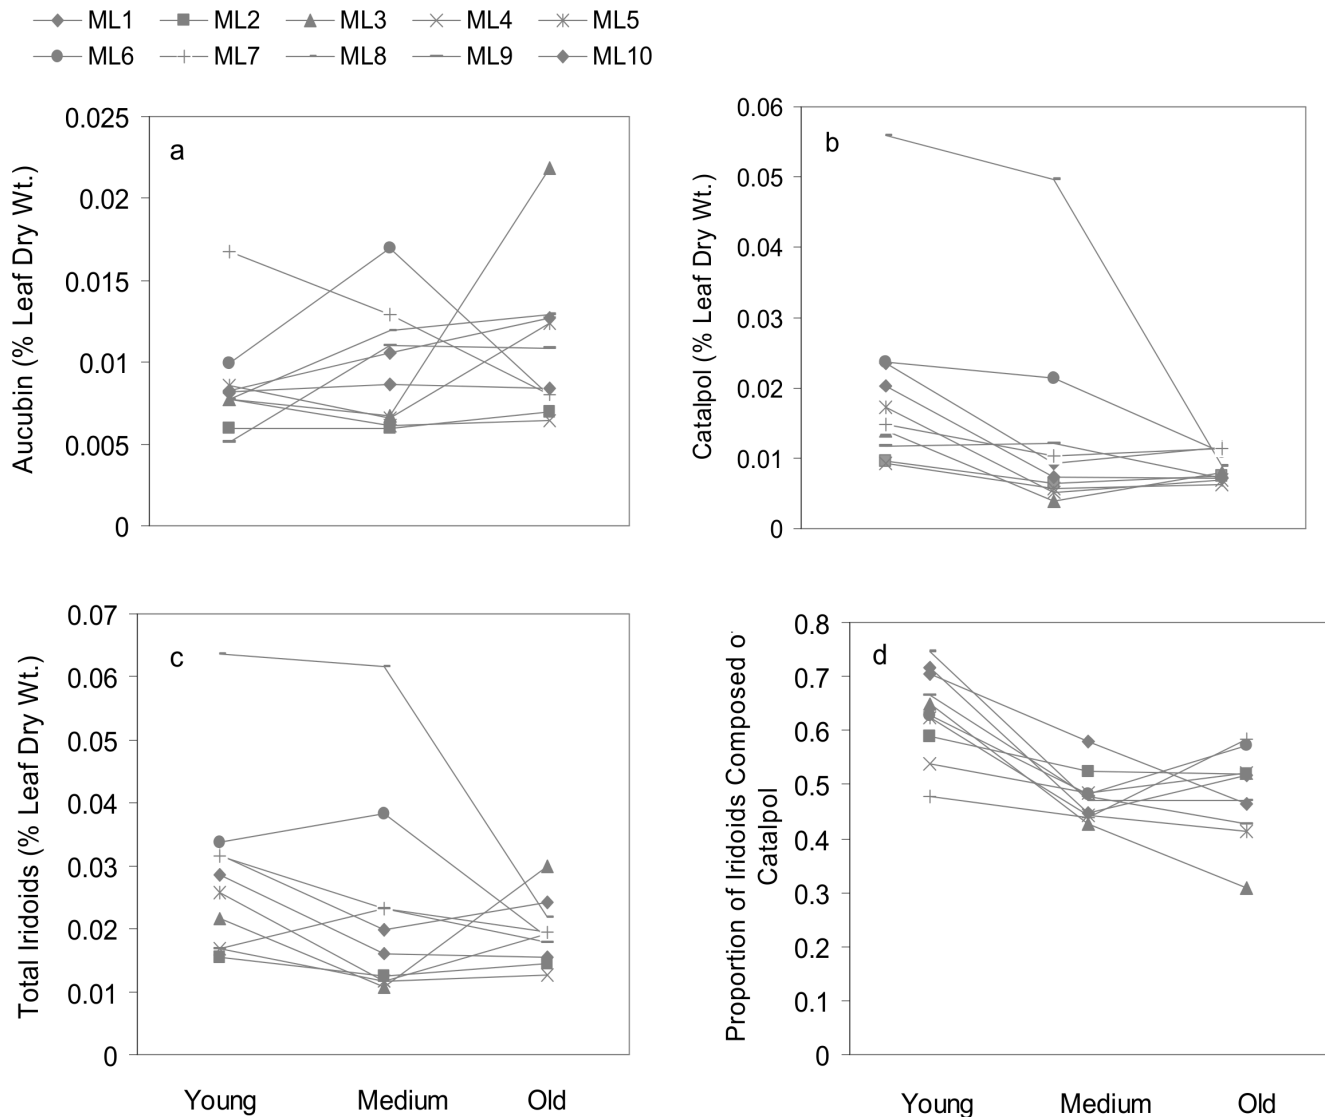 ML1 ML2 ML3 ML4 ML5
ML6 ML7 ML8 ML9 ML10
a
Aucubin (% Leaf Dry Wt.)
0.025
0.02
0.015
0.01
0.005
0
b
Catalpol (% Leaf Dry Wt.)
0.06
0.05
0.04
0.03
0.02
0.01
0
c
Total Iridoids (% Leaf Dry Wt.)
0.07
0.06
0.05
0.04
0.03
0.02
0.01
0
Young Medium Old
d
Proportion of Iridoids Composed
Catalpol
0.8
0.7
0.6
0.5
0.4
0.3
0.2
0.1
0
Young Medium Old